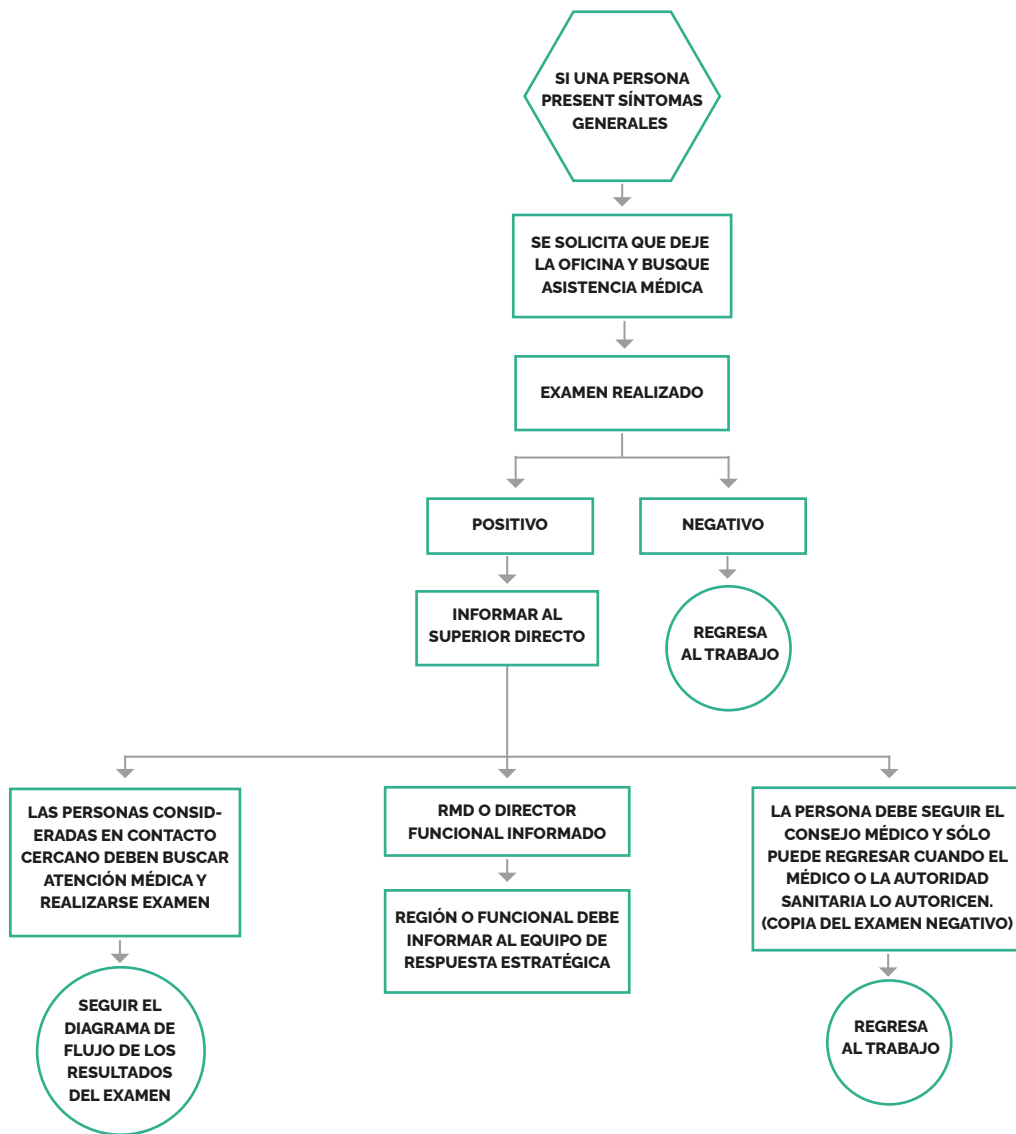 SI UNA PERSONA
PRESENT SÍNTOMAS
GENERALES
SE SOLICITA QUE DEJE
LA OFICINA Y BUSQUE
ASISTENCIA MÉDICA
EXAMEN REALIZADO
POSITIVO
NEGATIVO
INFORMAR AL
SUPERIOR DIRECTO
REGRESA
AL TRABAJO
LAS PERSONAS CONSID-
ERADAS EN CONTACTO
CERCANO DEBEN BUSCAR
ATENCIÓN MÉDICA Y
REALIZARSE EXAMEN
RMD O DIRECTOR
FUNCIONAL INFORMADO
LA PERSONA DEBE SEGUIR EL
CONSEJO MÉDICO Y SÓLO
PUEDE REGRESAR CUANDO EL
MÉDICO O LA AUTORIDAD
SANITARIA LO AUTORICEN.
(COPIA DEL EXAMEN NEGATIVO)
REGIÓN O FUNCIONAL DEBE
INFORMAR AL EQUIPO DE
RESPUESTA ESTRATÉGICA
SEGUIR EL
DIAGRAMA DE
FLUJO DE LOS
RESULTADOS
DEL EXAMEN
REGRESA
AL TRABAJO